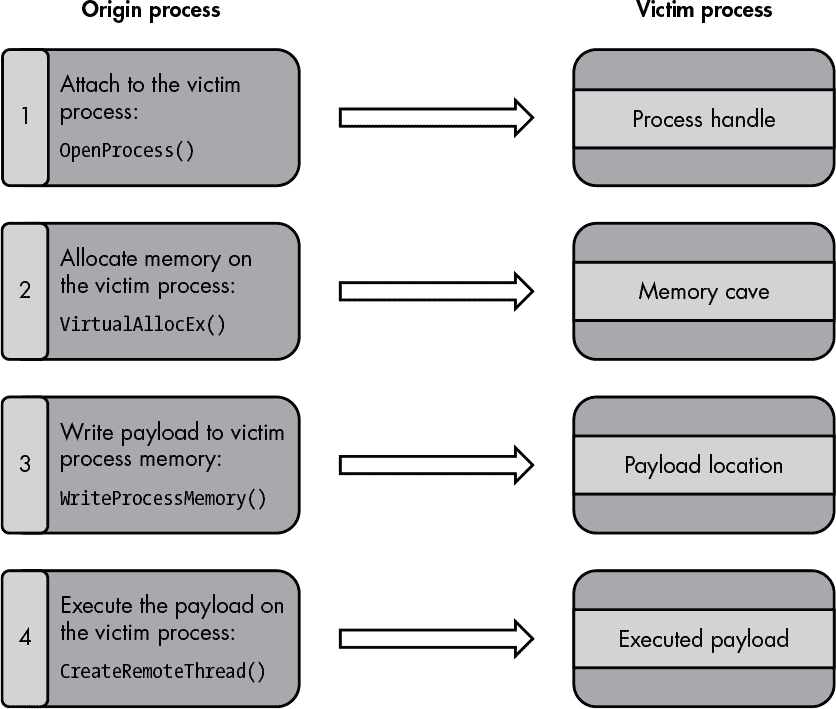 Origin process
Victim process
1
Attach to the victim
process:
OpenProcess()
Process handle
2
Allocate memory on
the victim process:
VirtualAllocEx()
Memory cave
3
Write payload to victim
process memory:
WriteProcessMemory()
Payload location
4
Execute the payload on
the victim process:
CreateRemoteThread()
Executed payload